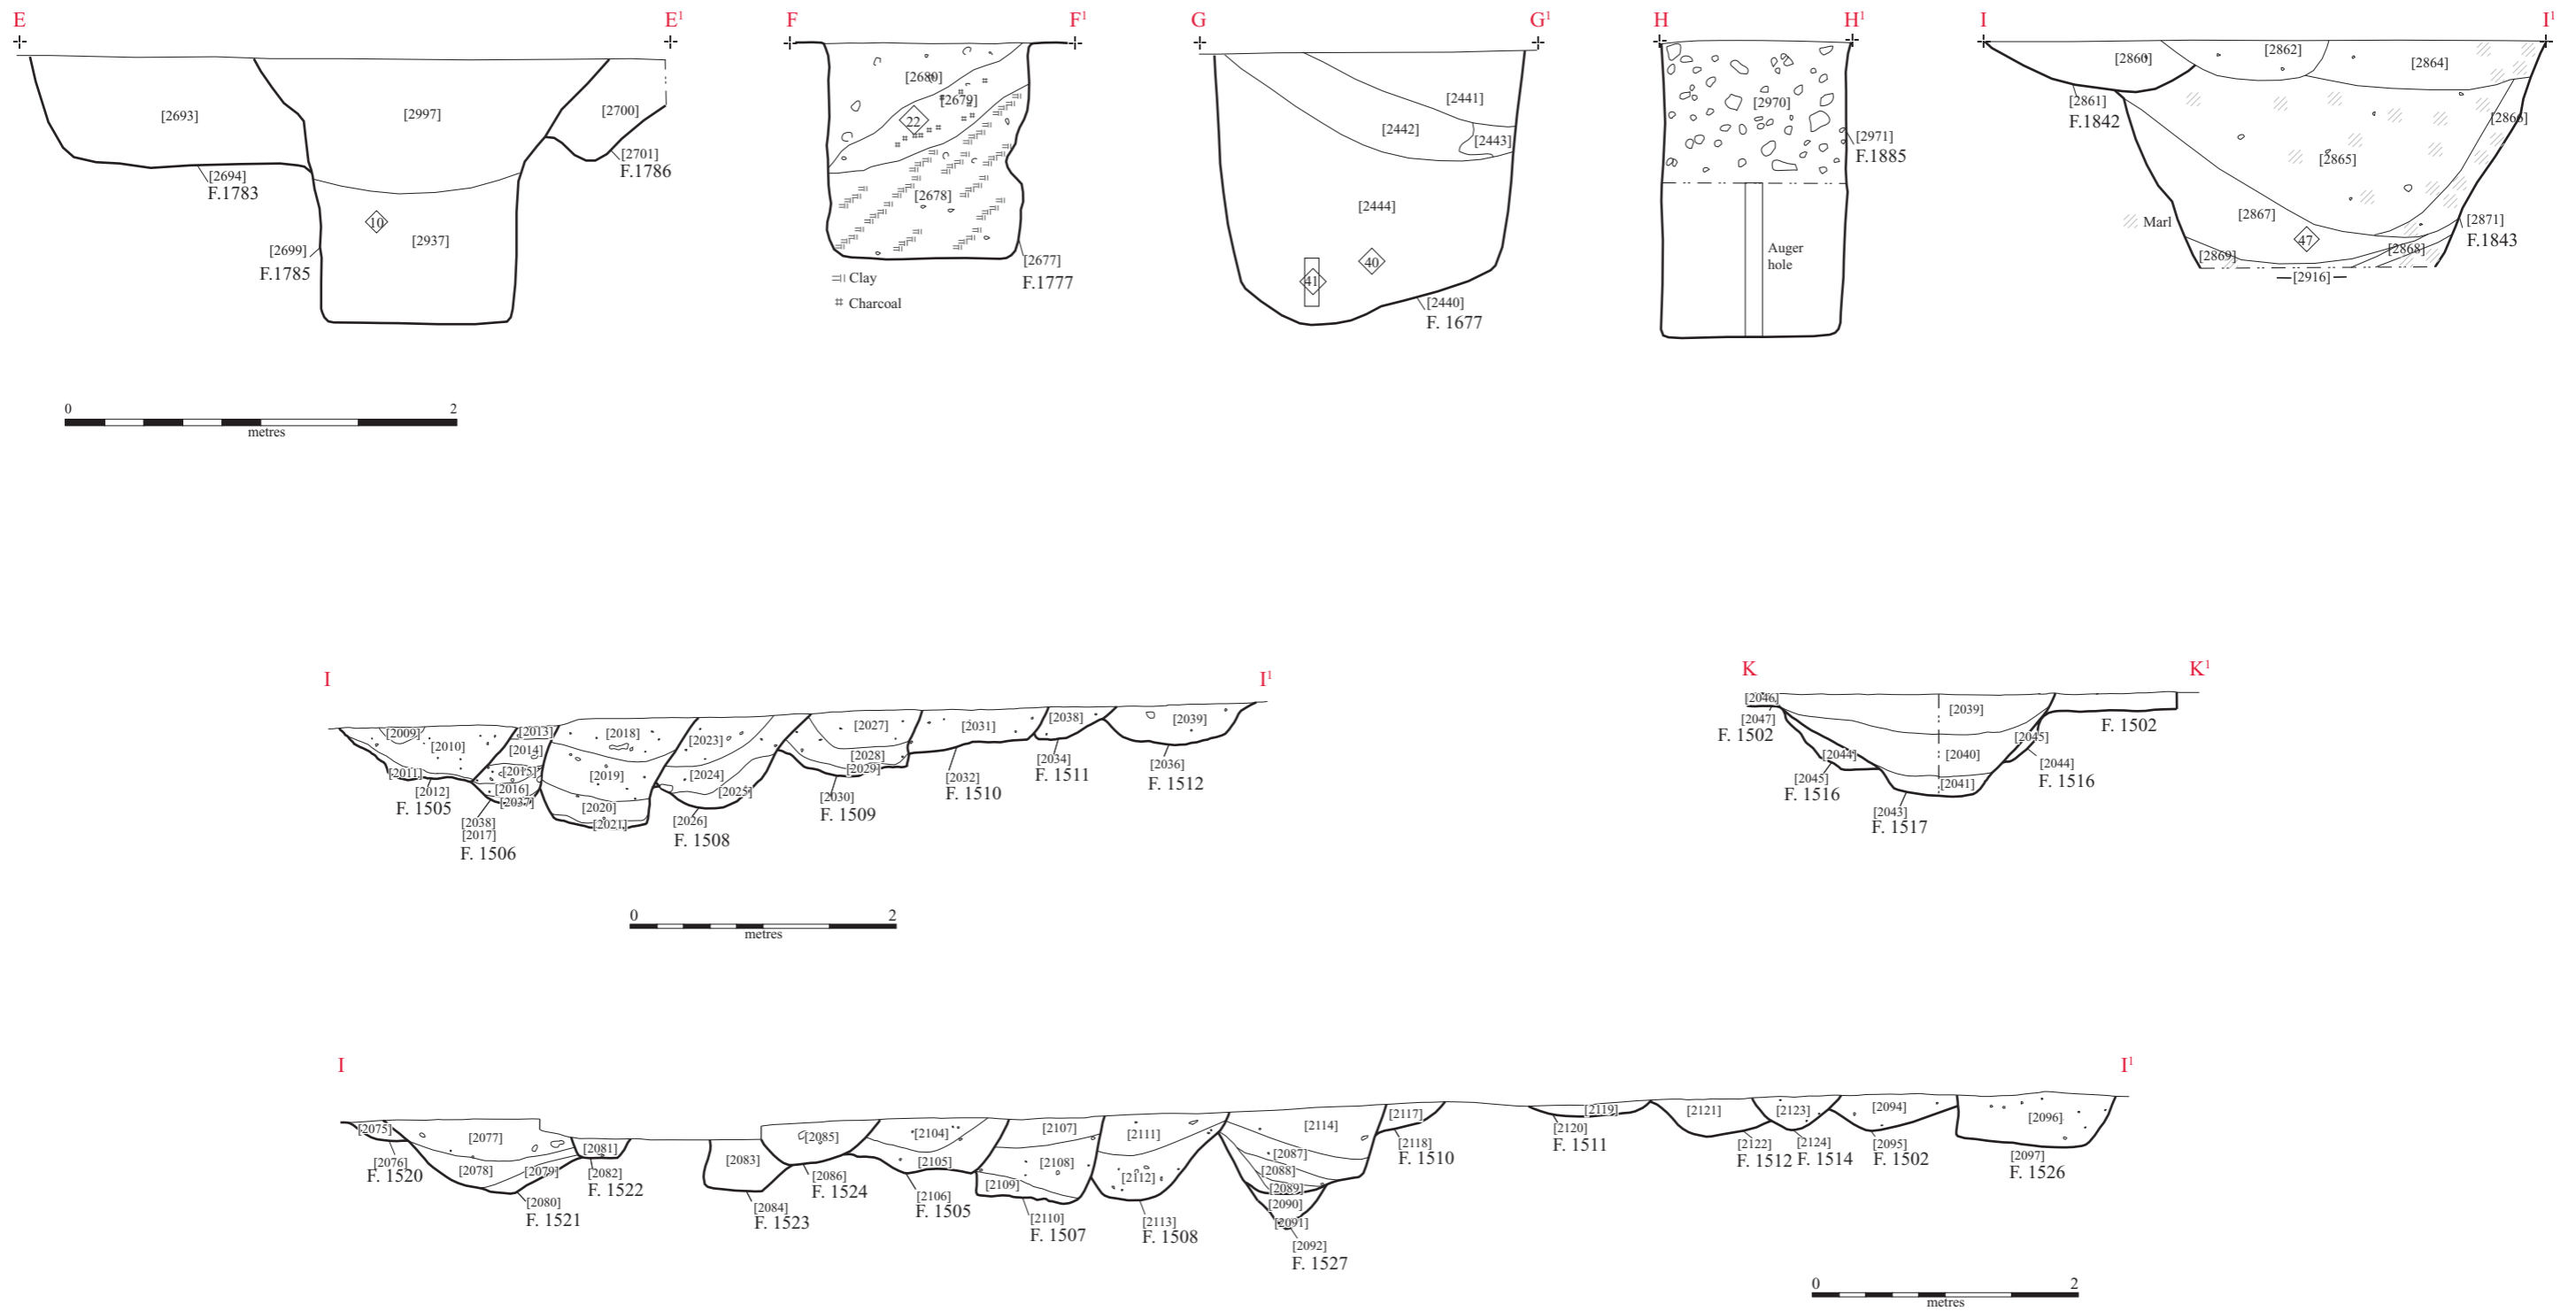 E E¹ F F¹ G G¹ H H¹ I I¹
[2693]
[2997]
[2700]
[2694]
F.1783
[2701]
F.1786
10
[2937]
[2699]
F.1785
[2680]
[2679]
22
[2678]
[2677]
F.1777
Clay
Charcoal
[2441]
[2442]
[2443]
[2444]
41
40
[2440]
F. 1677
[2970]
[2971]
F.1885
Auger
hole
[2860]
[2862]
[2864]
[2861]
F.1842
[2865]
[2867]
Marl
47
[2871]
F.1843
[2869]
[2868]
[2916]
0 2
metres
I I¹
[2009]
[2010]
[2011]
[2012]
F. 1505
[2013]
[2014]
[2015]
[2016]
[2037]
[2038]
[2017]
F. 1506
[2018]
[2019]
[2020]
[2021]
[2023]
[2024]
[2025]
[2026]
F. 1508
[2027]
[2028]
[2029]
[2030]
F. 1509
[2031]
[2032]
F. 1510
[2038]
[2034]
F. 1511
[2039]
[2036]
F. 1512
0 2
metres
K K¹
[2046]
[2047]
F. 1502
[2039]
F. 1502
[2044]
[2045]
F. 1516
[2040]
[2041]
[2045]
[2044]
F. 1516
[2043]
F. 1517
I I¹
[2075]
[2076]
F. 1520
[2077]
[2078]
[2079]
[2080]
F. 1521
[2081]
[2082]
F. 1522
[2083]
[2084]
F. 1523
[2085]
[2086]
F. 1524
[2104]
[2105]
[2106]
F. 1505
[2107]
[2108]
[2109]
[2110]
F. 1507
[2111]
[2112]
[2113]
F. 1508
[2114]
[2087]
[2088]
[2089]
[2090]
[2091]
[2092]
F. 1527
[2117]
[2118]
F. 1510
[2119]
[2120]
F. 1511
[2121]
[2122]
F. 1512
[2123]
[2124]
F. 1514
[2094]
[2095]
F. 1502
[2096]
[2097]
F. 1526
0 2
metres